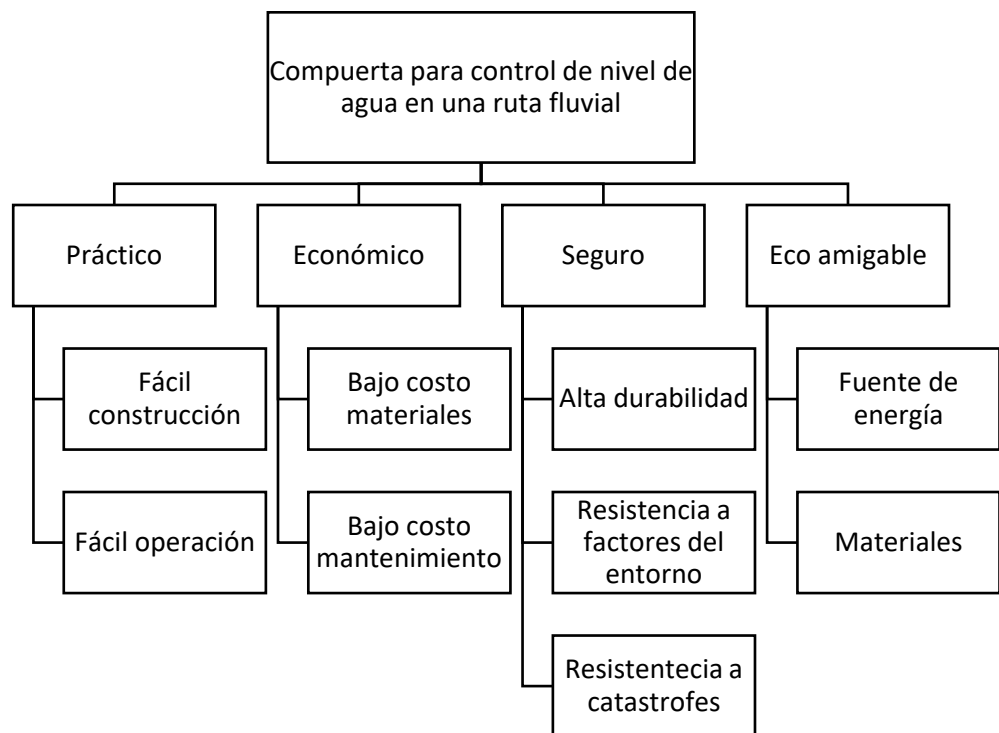 Compuerta para control de nivel de
agua en una ruta fluvial
Práctico
Económico
Seguro
Eco amigable
Fácil
construcción
Bajo costo
materiales
Alta durabilidad
Fuente de
energía
Fácil operación
Bajo costo
mantenimiento
Resistencia a
factores del
entorno
Materiales
Resistentecia a
catastrofes